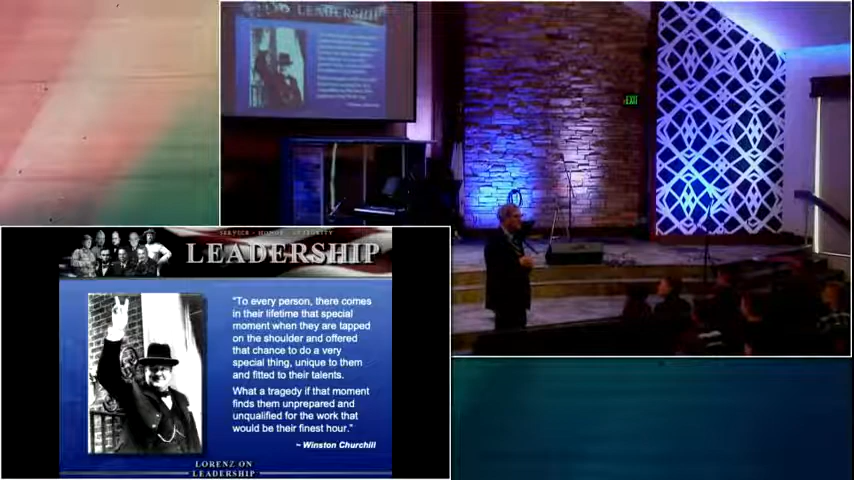 LEADERSHIP
EXIT
SERVICE · HONOR · INTEGRITY
LEADERSHIP
"To every person, there comes
in their lifetime that special
moment when they are tapped
on the shoulder and offered
that chance to do a very
special thing, unique to them
and fitted to their talents.
What a tragedy if that moment
finds them unprepared and
unqualified for the work that
would be their finest hour."
~ Winston Churchill
LORENZ ON
LEADERSHIP